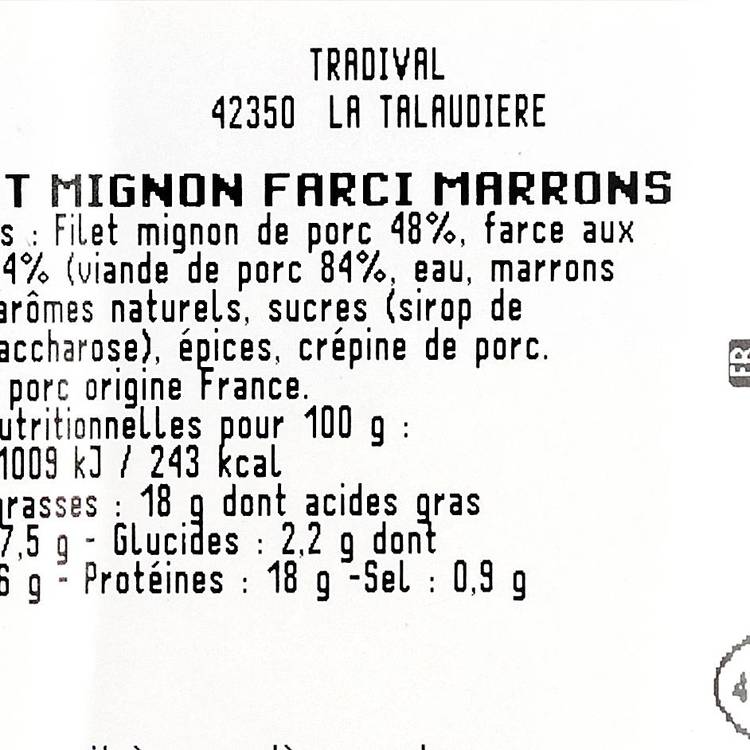 TRADIVAL
42350 LA TALAUDIERE
T MIGNON FARCI MARRONS
s : Filet mignon de porc 48%, farce aux
4% (viande de porc 84%, eau, marrons
arômes naturels, sucres (sirop de
accharose), épices, crépine de porc.
porc origine France.
utritionnelles pour 100 g :
1009 kJ / 243 kcal
grasses : 18 g dont acides gras
7,5 g - Glucides : 2,2 g dont
6 g - Protéines : 18 g -Sel : 0,9 g
FR